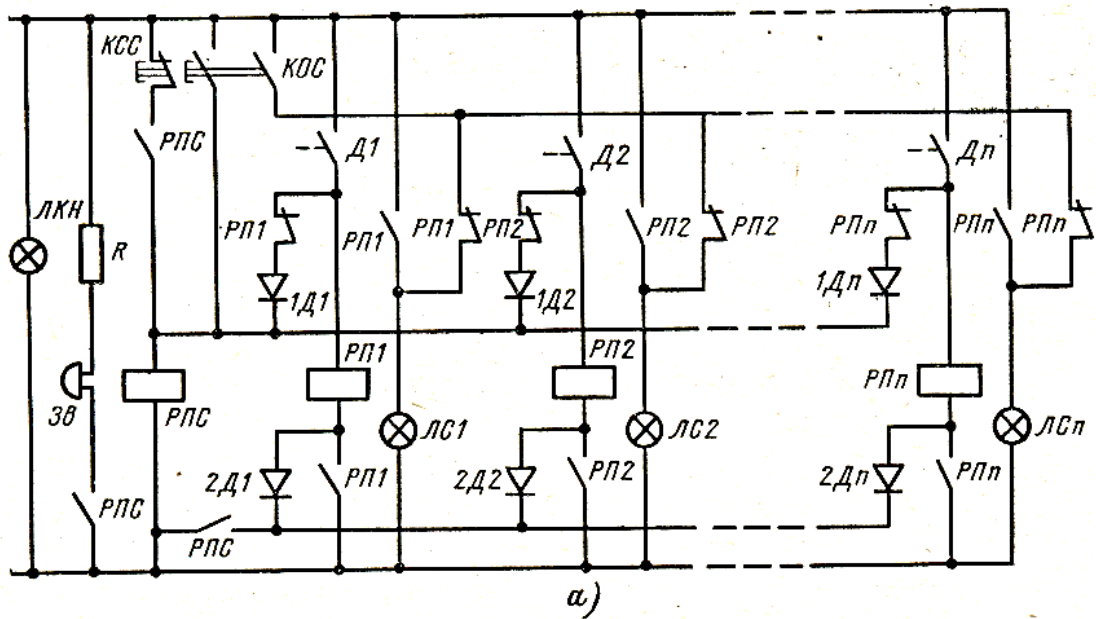 КСС
КОС
РПС
Д1
Д2
Дп
ЛКН
R
РП1
РП1
РП1
РП2
РП2
РП2
РПп
РПп
РПп
1Д1
1Д2
1Дп
ЗВ
РПС
РП1
РП2
РПп
ЛС1
ЛС2
ЛСп
РПС
2Д1
РП1
2Д2
РП2
2Дп
РПп
РПС
а)